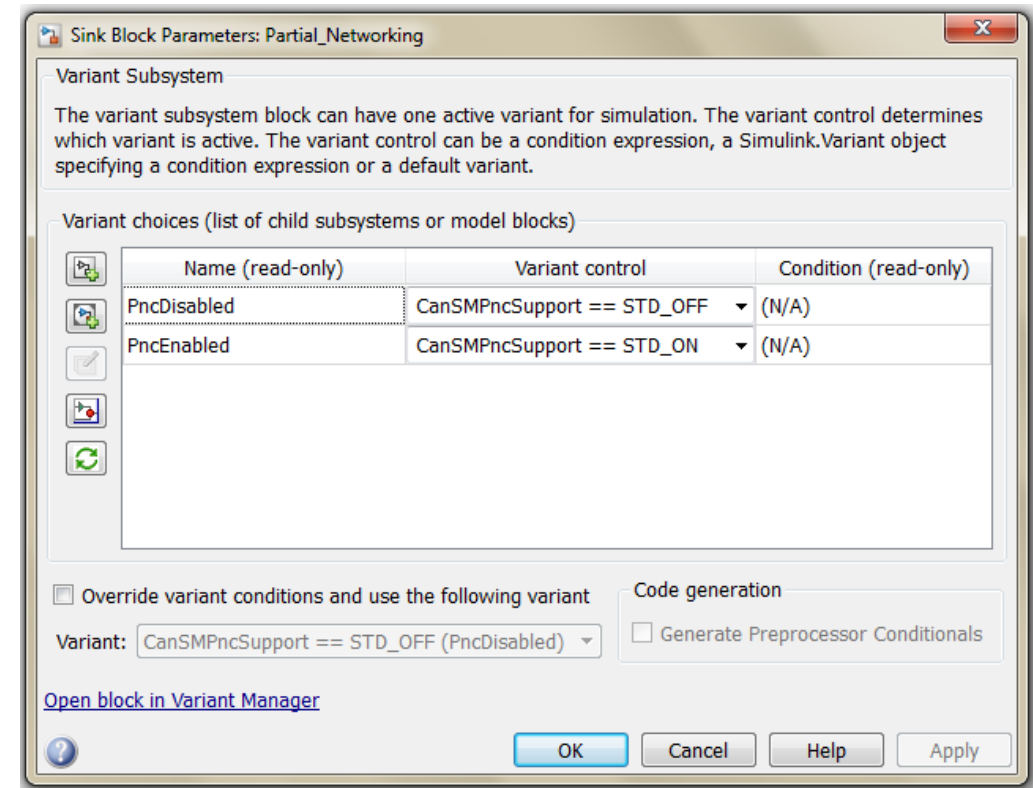 Sink Block Parameters: Partial_Networking
x
Variant Subsystem
The variant subsystem block can have one active variant for simulation. The variant control determines
which variant is active. The variant control can be a condition expression, a Simulink.Variant object
specifying a condition expression or a default variant.
Variant choices (list of child subsystems or model blocks)
Name (read-only) Variant control Condition (read-only)
PncDisabled CanSMPncSupport == STD_OFF (N/A)
PncEnabled CanSMPncSupport == STD_ON (N/A)
Override variant conditions and use the following variant
Code generation
Variant: CanSMPncSupport == STD_OFF (PncDisabled)
Generate Preprocessor Conditionals
Open block in Variant Manager
? OK Cancel Help Apply